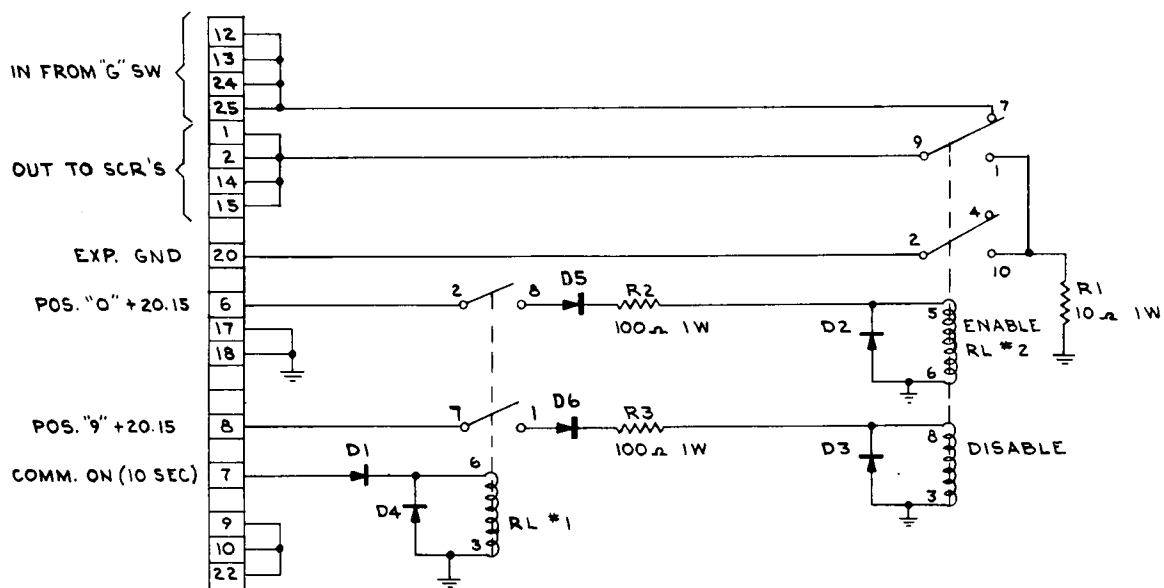 12
IN FROM "G" SW
13
24
25
7
1
9
2
OUT TO SCR'S
14
1
15
4
EXP. GND
20
2
10
D5
R1
10 Ω 1W
POS. "0" +20.15
6
2
8
R2
100 Ω 1W
D2
5
ENABLE
RL #2
17
18
6
D6
POS. "9" +20.15
8
7
1
R3
100 Ω 1W
D3
8
DISABLE
COMM. ON (10 SEC)
7
D1
6
3
D4
RL #1
9
10
3
22